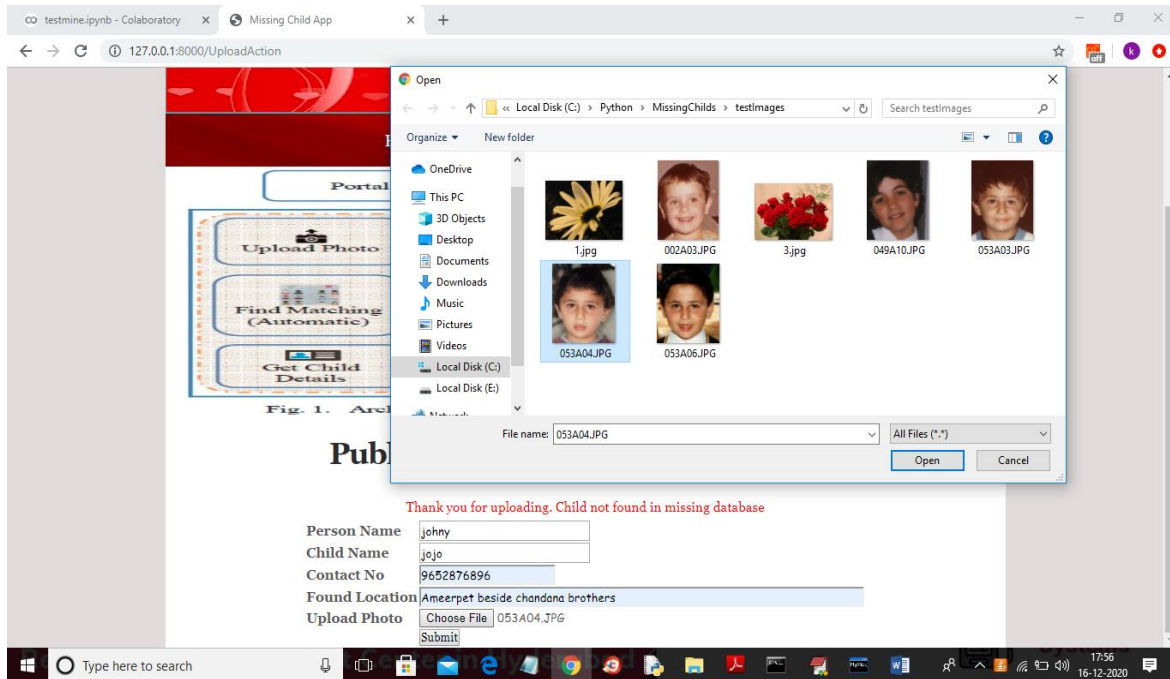 testmine.ipynb - Colaboratory
Missing Child App
127.0.0.1:8000/UploadAction
off
k
Open
« Local Disk (C:) › Python › MissingChilds › testImages
Search testImages
Organize
New folder
OneDrive
This PC
3D Objects
Desktop
Documents
Downloads
Music
Pictures
Videos
Local Disk (C:)
Local Disk (E:)
1.jpg
002A03.JPG
3.jpg
049A10.JPG
053A03.JPG
053A04.JPG
053A06.JPG
File name: 053A04.JPG
All Files (*.*)
Open
Cancel
Portal
Upload Photo
Find Matching
(Automatic)
Get Child
Details
Fig. 1.
Thank you for uploading. Child not found in missing database
Person Name johny
Child Name jojo
Contact No 9652876896
Found Location Ameerpet beside chandana brothers
Upload Photo Choose File 053A04.JPG
Submit
Type here to search
17:56
16-12-2020